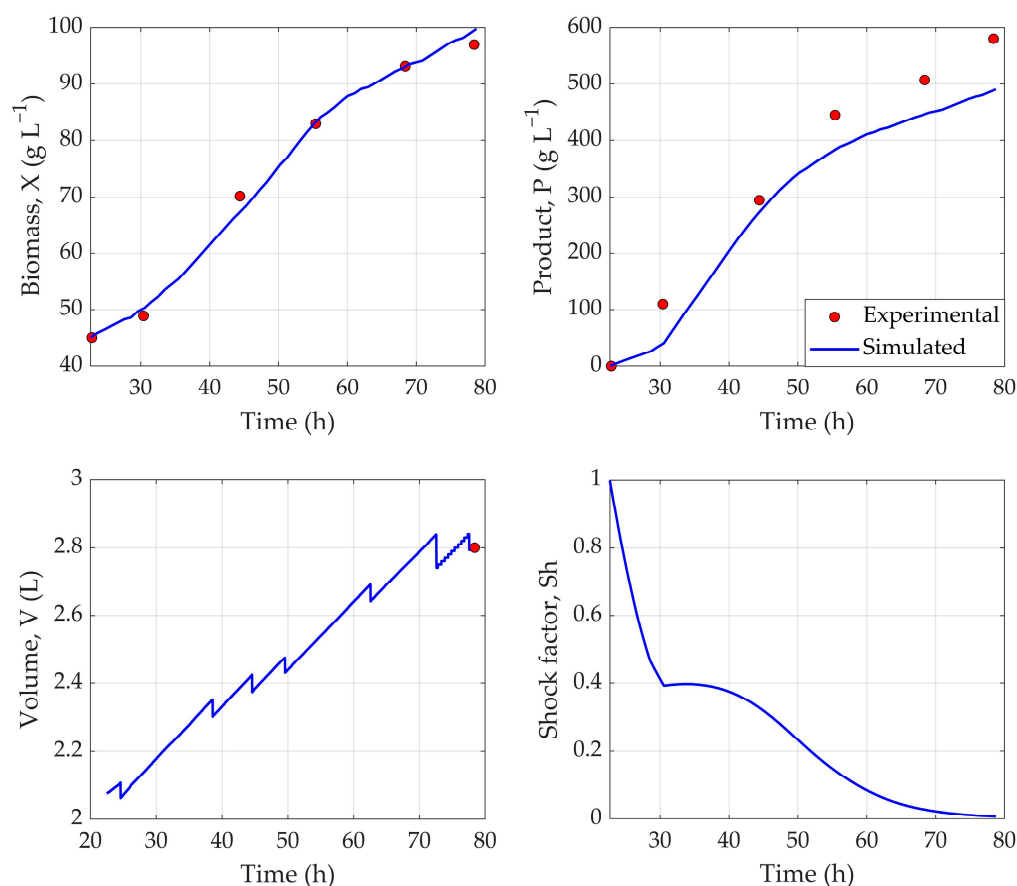 100
90
80
70
60
50
40
Biomass, X (g L⁻¹)
30 40 50 60 70 80
Time (h)
600
500
400
300
200
100
0
Product, P (g L⁻¹)
Experimental
Simulated
30 40 50 60 70 80
Time (h)
3
2.8
2.6
2.4
2.2
2
Volume, V (L)
20 30 40 50 60 70 80
Time (h)
1
0.8
0.6
0.4
0.2
0
Shock factor, Sh
30 40 50 60 70 80
Time (h)